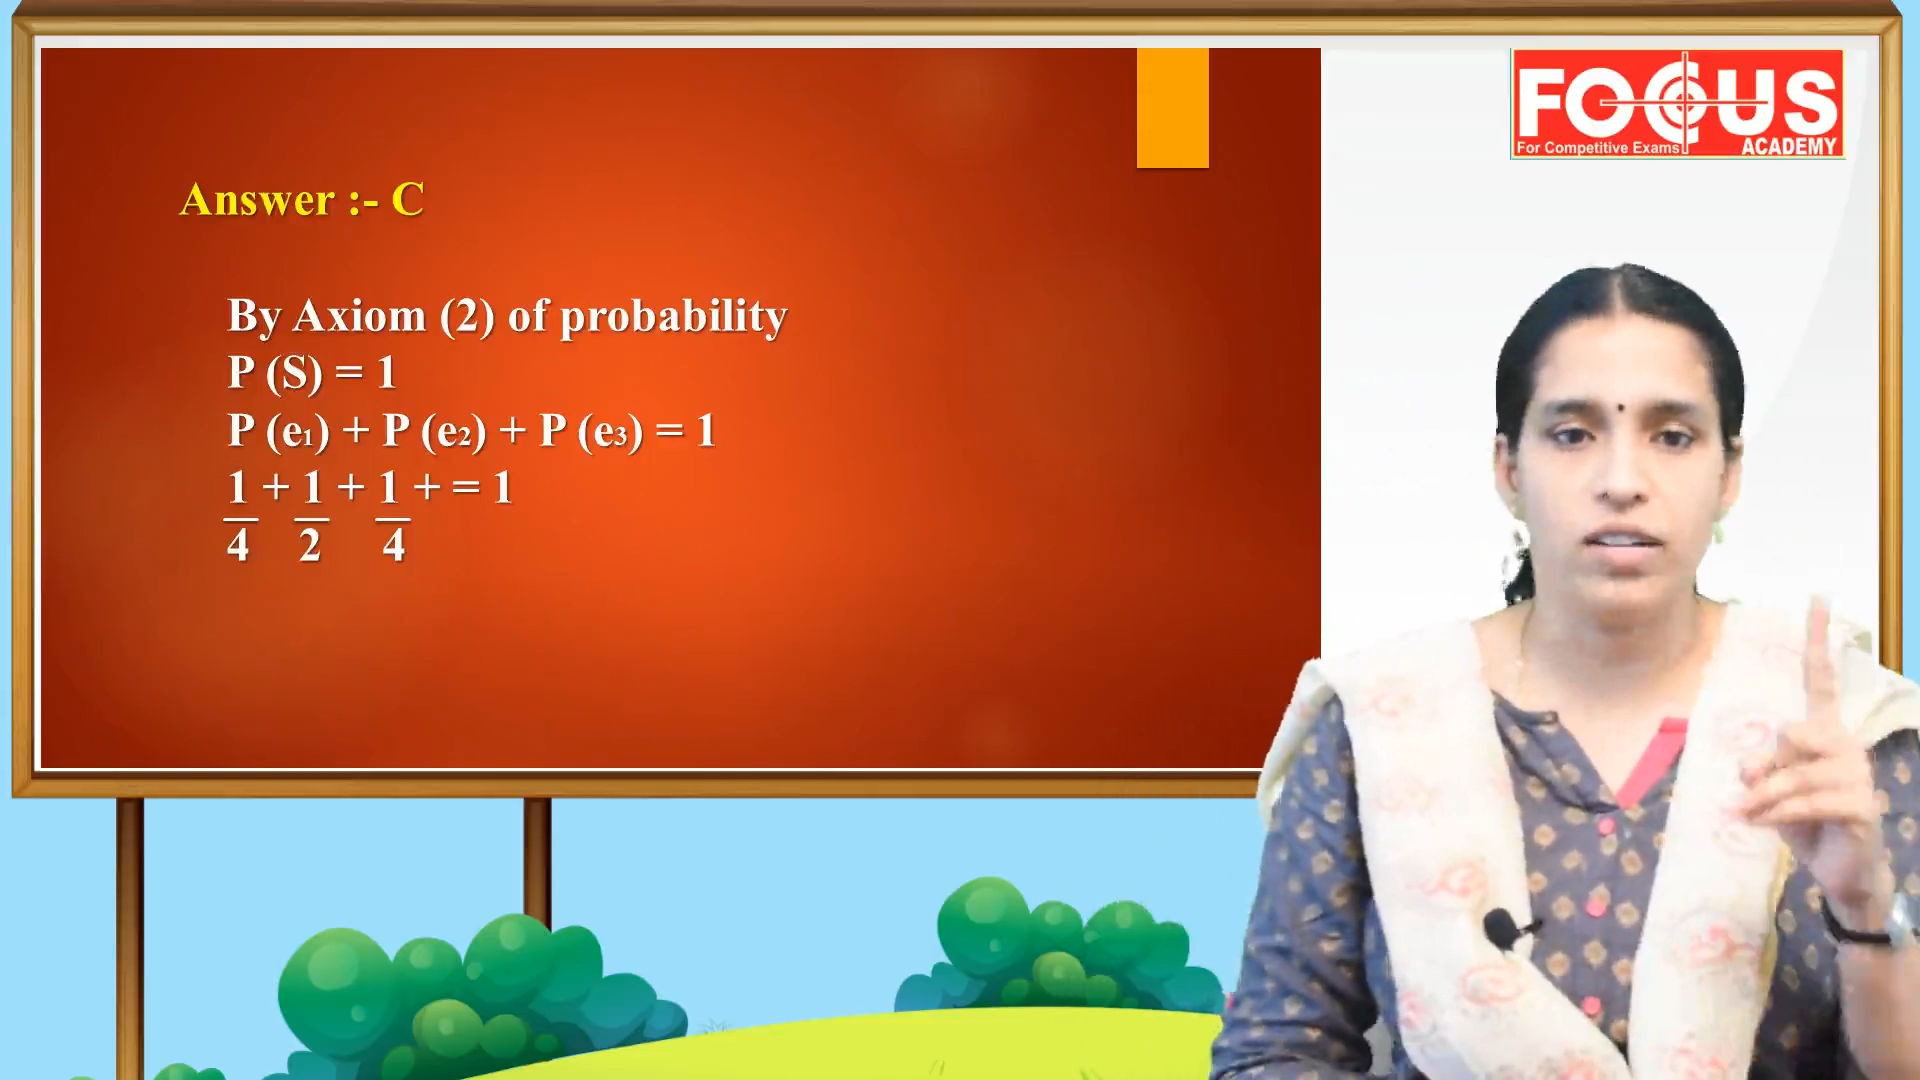 Answer :- C
By Axiom (2) of probability
P (S) = 1
P (e1) + P (e2) + P (e3) = 1
1 + 1 + 1 + = 1
4 2 4
FOCUS
For Competitive Exams
ACADEMY